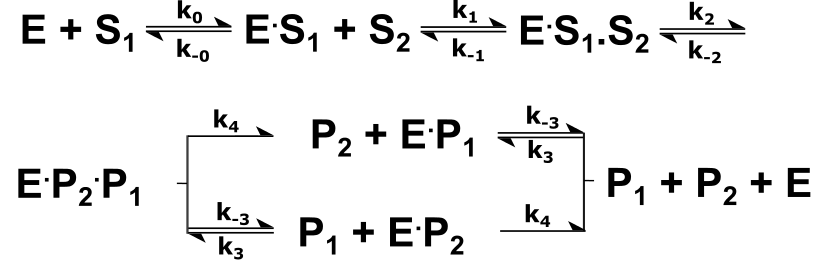 k₀ k₁ k₂
E + S₁ E·S₁ + S₂ E·S₁.S₂
k₋₀ k₋₁ k₋₂
k₄ P₂ + E·P₁ k₋₃
k₃
E·P₂·P₁ P₁ + P₂ + E
k₋₃ P₁ + E·P₂ k₄
k₃